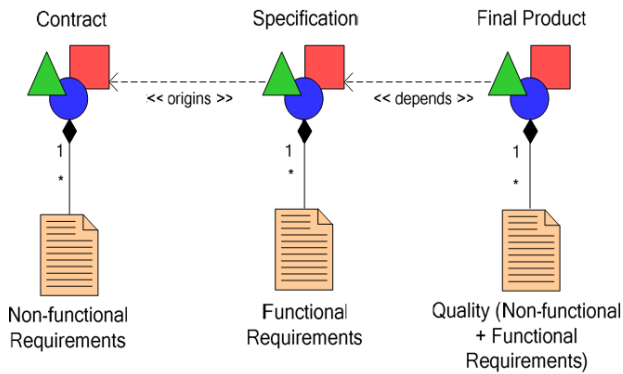 Contract
Specification
Final Product
<< origins >>
<< depends >>
1
*
1
*
1
*
Non-functional
Requirements
Functional
Requirements
Quality (Non-functional
+ Functional
Requirements)